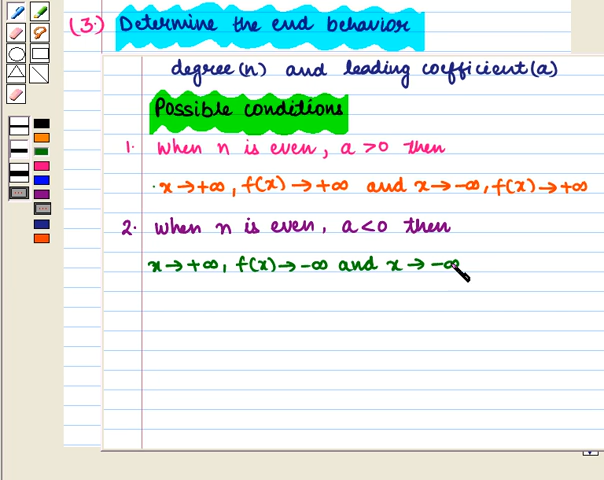 (3.) Determine the end behavior
degree(n) and leading coefficient(a)
Possible conditions
1. When n is even, a >0 then
x→+∞, f(x)→+∞ and x→-∞, f(x)→+∞
2. When n is even, a<0 then
x→+∞, f(x)→-∞ and x→-∞